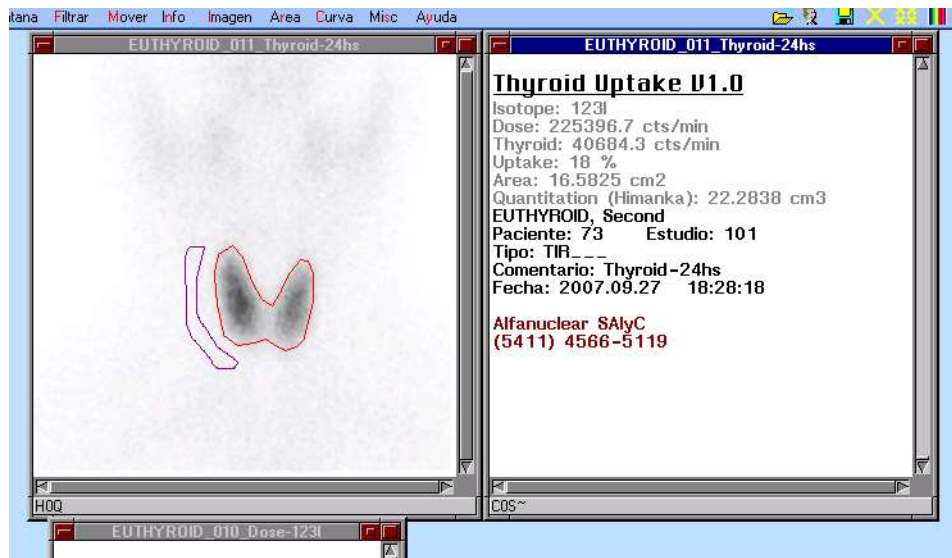 tana Filtrar Mover Info Imagen Area Curva Misc Ayuda
EUTHYROID_011_Thyroid-24hs
HOQ
EUTHYROID_011_Thyroid-24hs
Thyroid Uptake V1.0
Isotope: 123I
Dose: 225396.7 cts/min
Thyroid: 40684.3 cts/min
Uptake: 18 %
Area: 16.5825 cm2
Quantitation (Himanka): 22.2838 cm3
EUTHYROID, Second
Paciente: 73 Estudio: 101
Tipo: TIR___
Comentario: Thyroid-24hs
Fecha: 2007.09.27 18:28:18
Alfanuclear SAIyC
(5411) 4566-5119
COS~
EUTHYROID_010_Dose-123I